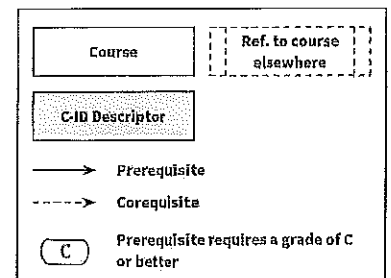 Course
Ref. to course
elsewhere
C-ID Descriptor
Prerequisite
Corequisite
C
Prerequisite requires a grade of C
or better